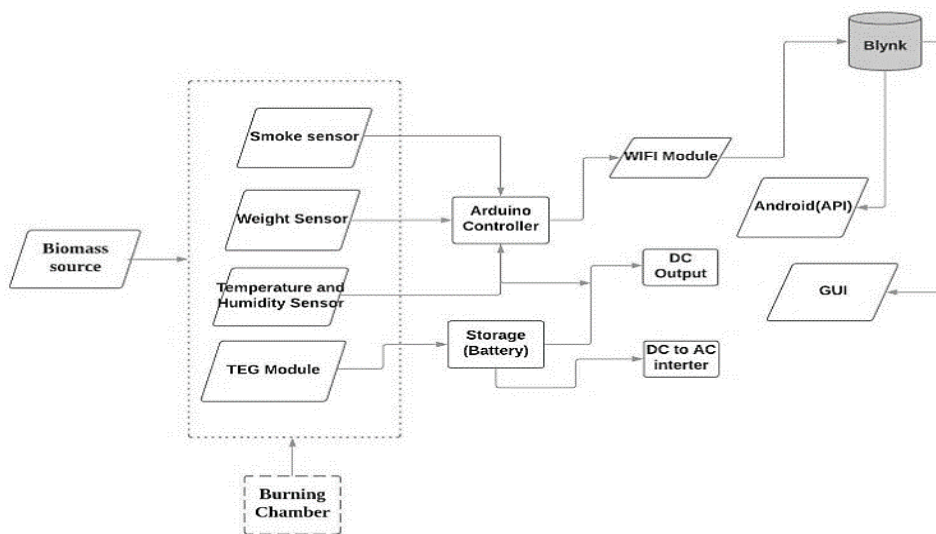 Blynk
Smoke sensor
WIFI Module
Android(API)
Weight Sensor
Arduino
Controller
Biomass
source
DC
Output
Temperature and
Humidity Sensor
GUI
Storage
(Battery)
DC to AC
interter
TEG Module
Burning
Chamber